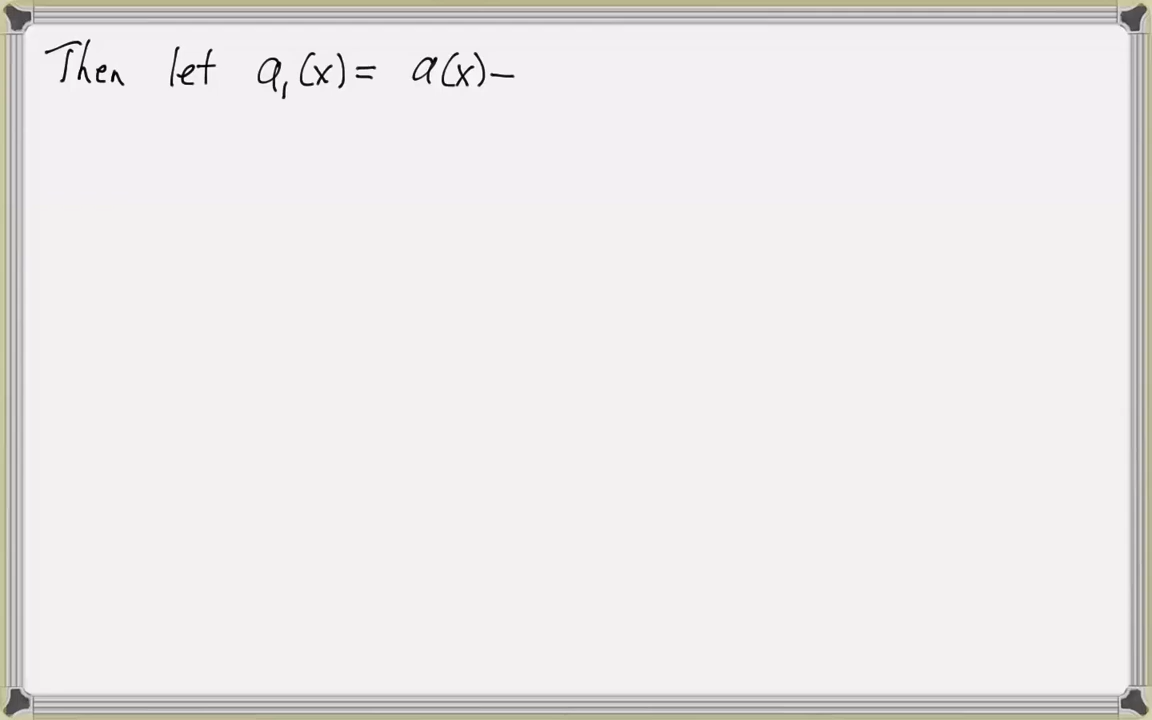 Then let a₁(x) = a(x) –